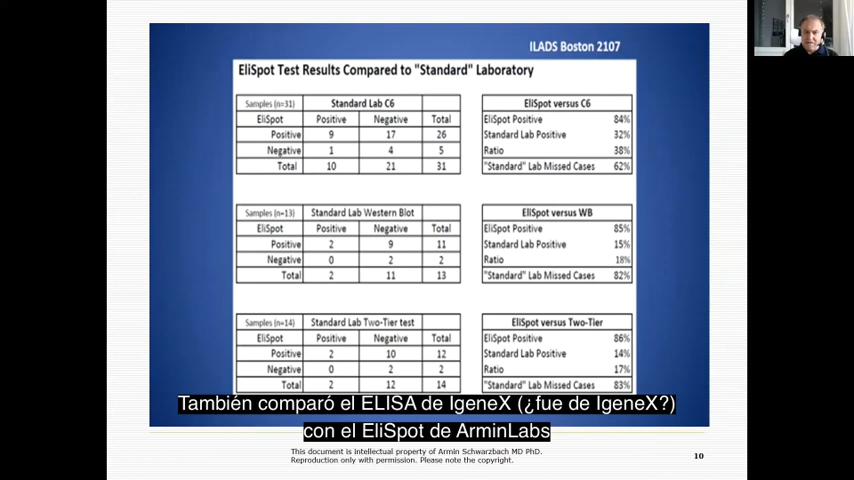 ILADS Boston 2107
EliSpot Test Results Compared to "Standard" Laboratory
Samples (n=31) Standard Lab C6
EliSpot Positive Negative Total
Positive 9 17 26
Negative 1 4 5
Total 10 21 31
EliSpot versus C6
EliSpot Positive 84%
Standard Lab Positive 32%
Ratio 38%
"Standard" Lab Missed Cases 62%
Samples (n=13) Standard Lab Western Blot
EliSpot Positive Negative Total
Positive 2 9 11
Negative 0 2 2
Total 2 11 13
EliSpot versus WB
EliSpot Positive 85%
Standard Lab Positive 15%
Ratio 18%
"Standard" Lab Missed Cases 82%
Samples (n=14) Standard Lab Two-Tier test
EliSpot Positive Negative Total
Positive 2 10 12
Negative 0 2 2
Total 2 12 14
EliSpot versus Two-Tier
EliSpot Positive 86%
Standard Lab Positive 14%
Ratio 17%
"Standard" Lab Missed Cases 83%
También comparó el ELISA de IgeneX (¿fue de IgeneX?)
con el EliSpot de ArminLabs
This document is intellectual property of Armin Schwarzbach MD PhD.
Reproduction only with permission. Please note the copyright.
10